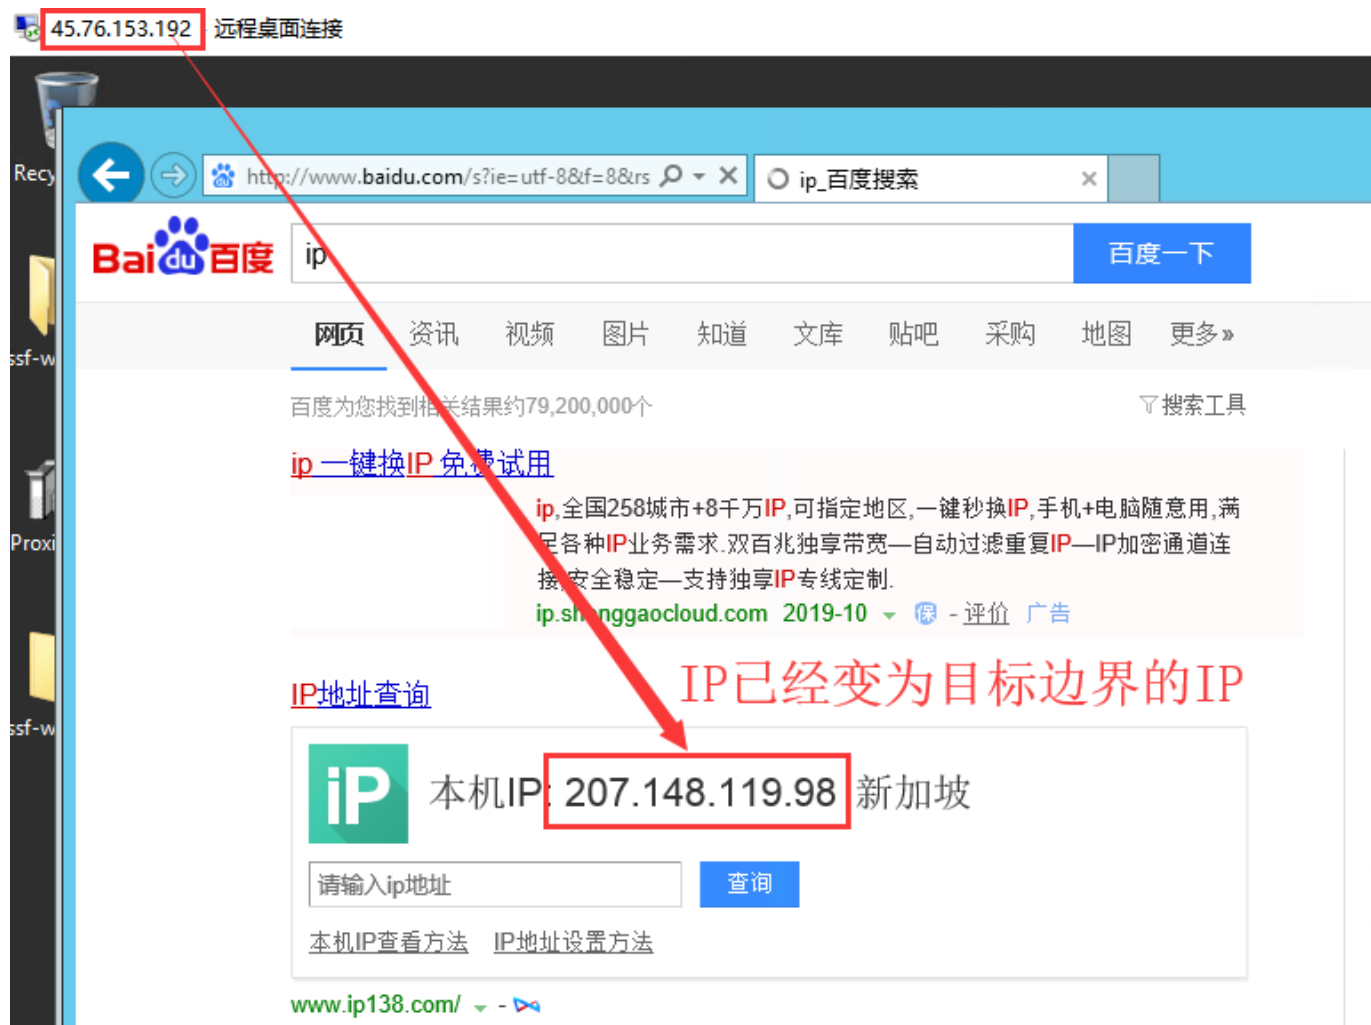 45.76.153.192 - 远程桌面连接
Recy
http://www.baidu.com/s?ie=utf-8&f=8&rs
ip_百度搜索
Bai du 百度
ip
百度一下
网页 资讯 视频 图片 知道 文库 贴吧 采购 地图 更多»
ssf-w
百度为您找到相关结果约79,200,000个
搜索工具
ip 一键换IP 免费试用
ip,全国258城市+8千万IP,可指定地区,一键秒换IP,手机+电脑随意用,满
足各种IP业务需求.双百兆独享带宽—自动过滤重复IP—IP加密通道连
接,安全稳定—支持独享IP专线定制.
Proxi
ip.shenggaocloud.com 2019-10 保 - 评价 广告
IP已经变为目标边界的IP
IP地址查询
ssf-w
iP
本机IP: 207.148.119.98 新加坡
请输入ip地址
查询
本机IP查看方法 IP地址设置方法
www.ip138.com/ -